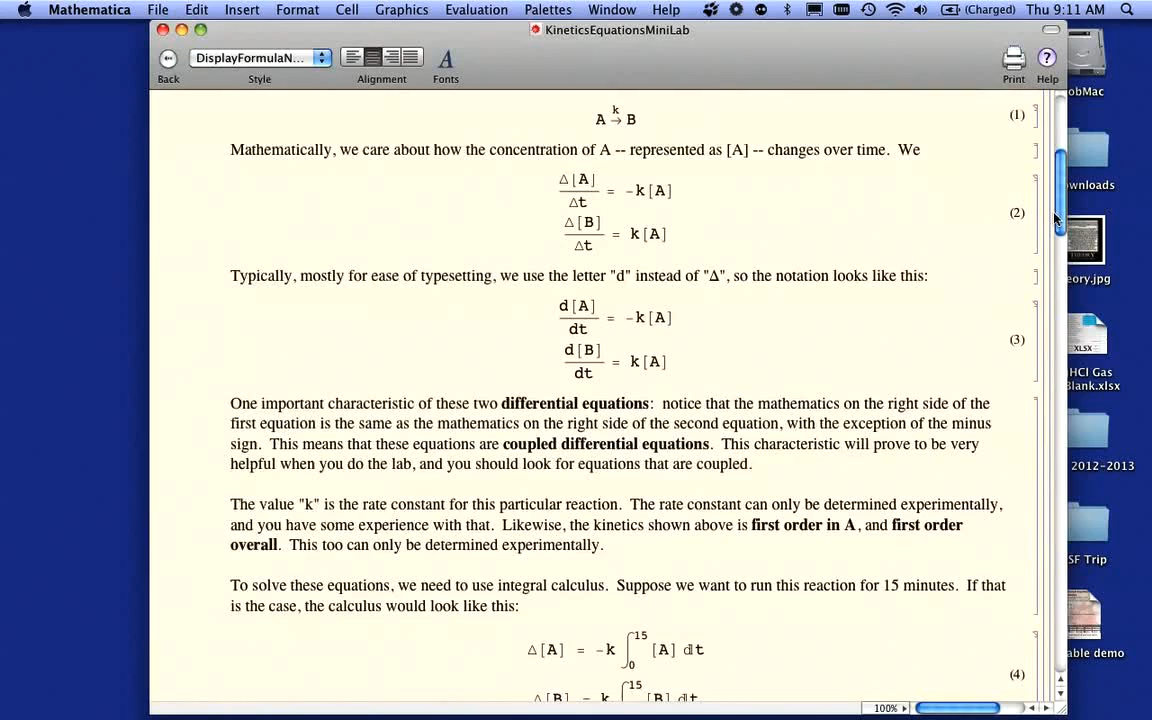 Mathematica File Edit Insert Format Cell Graphics Evaluation Palettes Window Help (Charged) Thu 9:11 AM
KineticsEquationsMiniLab
DisplayFormulaN...
Back Style Alignment Fonts Print Help
A k→ B (1)
Mathematically, we care about how the concentration of A -- represented as [A] -- changes over time. We
Δ[A]/Δt = -k[A]
Δ[B]/Δt = k[A] (2)
Typically, mostly for ease of typesetting, we use the letter "d" instead of "Δ", so the notation looks like this:
d[A]/dt = -k[A]
d[B]/dt = k[A] (3)
One important characteristic of these two differential equations: notice that the mathematics on the right side of the
first equation is the same as the mathematics on the right side of the second equation, with the exception of the minus
sign. This means that these equations are coupled differential equations. This characteristic will prove to be very
helpful when you do the lab, and you should look for equations that are coupled.
The value "k" is the rate constant for this particular reaction. The rate constant can only be determined experimentally,
and you have some experience with that. Likewise, the kinetics shown above is first order in A, and first order
overall. This too can only be determined experimentally.
To solve these equations, we need to use integral calculus. Suppose we want to run this reaction for 15 minutes. If that
is the case, the calculus would look like this:
Δ[A] = -k ∫₀¹⁵ [A] ⅆt
Δ[B] = k ∫¹⁵ [B] ⅆt (4)
100%
obMac
wnloads
eory.jpg
XLSX
HCl Gas
lank.xlsx
2012-2013
SF Trip
able demo